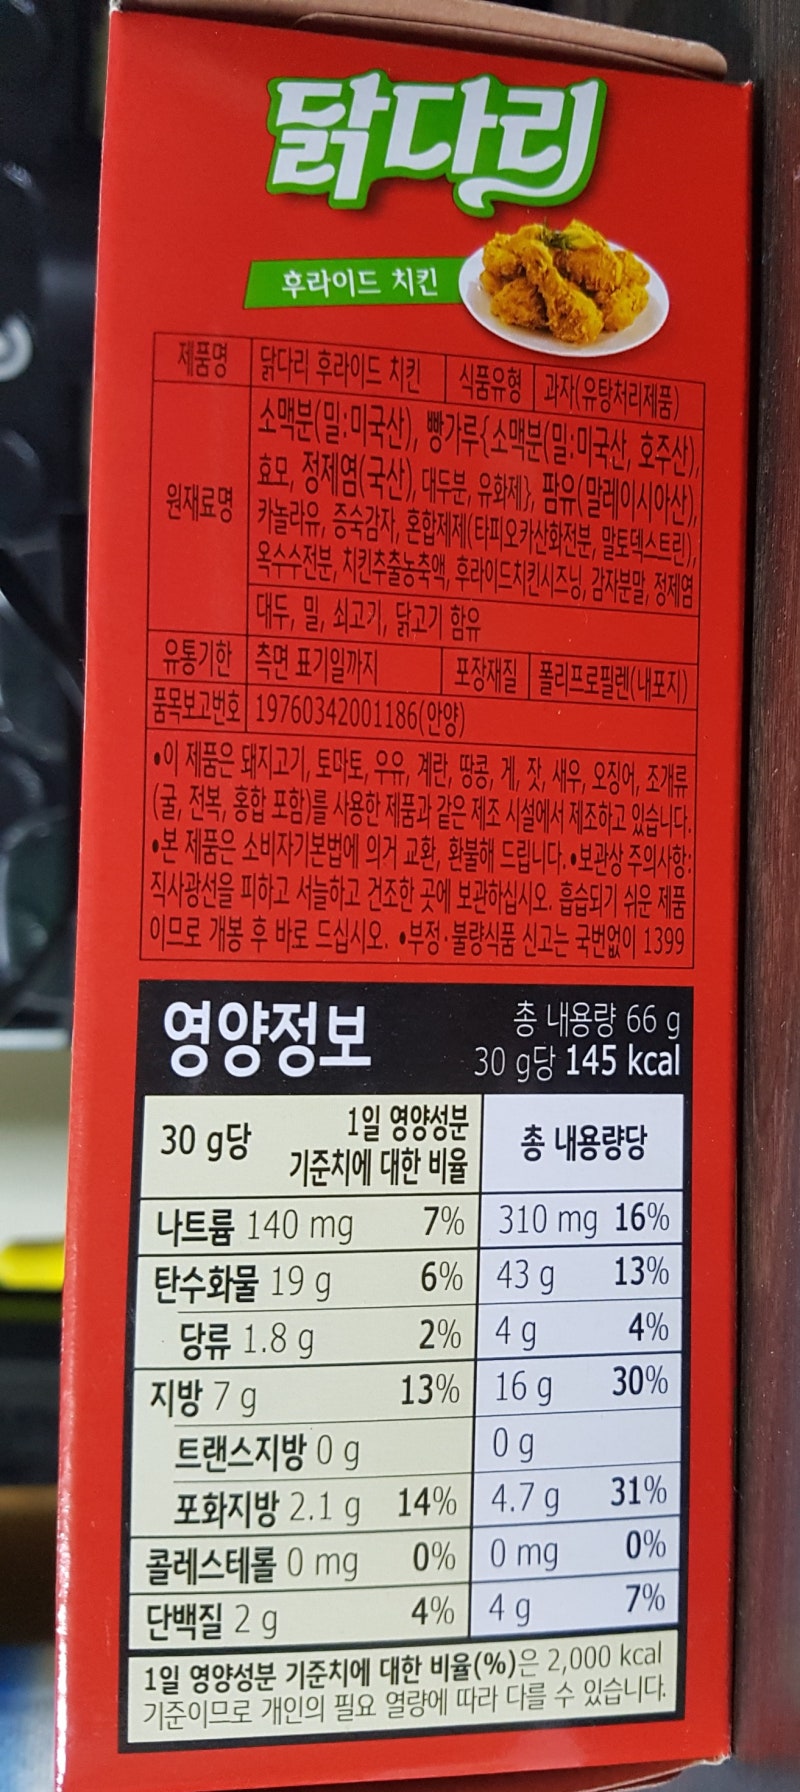 닭다리
후라이드 치킨
제품명 닭다리 후라이드 치킨 식품유형 과자(유탕처리제품)
원재료명
소맥분(밀:미국산), 빵가루{소맥분(밀:미국산, 호주산),
효모, 정제염(국산), 대두분, 유화제}, 팜유(말레이시아산),
카놀라유, 증숙감자, 혼합제제(타피오카산화전분, 말토덱스트린),
옥수수전분, 치킨추출농축액, 후라이드치킨시즈닝, 감자분말, 정제염
대두, 밀, 쇠고기, 닭고기 함유
유통기한 측면 표기일까지 포장재질 폴리프로필렌(내포지)
품목보고번호 19760342001186(안양)
•이 제품은 돼지고기, 토마토, 우유, 계란, 땅콩, 게, 잣, 새우, 오징어, 조개류
(굴, 전복, 홍합 포함)를 사용한 제품과 같은 제조 시설에서 제조하고 있습니다.
•본 제품은 소비자기본법에 의거 교환, 환불해 드립니다. •보관상 주의사항:
직사광선을 피하고 서늘하고 건조한 곳에 보관하십시오. 흡습되기 쉬운 제품
이므로 개봉 후 바로 드십시오. •부정·불량식품 신고는 국번없이 1399
영양정보
총 내용량 66 g
30 g당 145 kcal
30 g당 1일 영양성분 기준치에 대한 비율 총 내용량당
나트륨 140 mg 7% 310 mg 16%
탄수화물 19 g 6% 43 g 13%
당류 1.8 g 2% 4 g 4%
지방 7 g 13% 16 g 30%
트랜스지방 0 g 0 g
포화지방 2.1 g 14% 4.7 g 31%
콜레스테롤 0 mg 0% 0 mg 0%
단백질 2 g 4% 4 g 7%
1일 영양성분 기준치에 대한 비율(%)은 2,000 kcal
기준이므로 개인의 필요 열량에 따라 다를 수 있습니다.